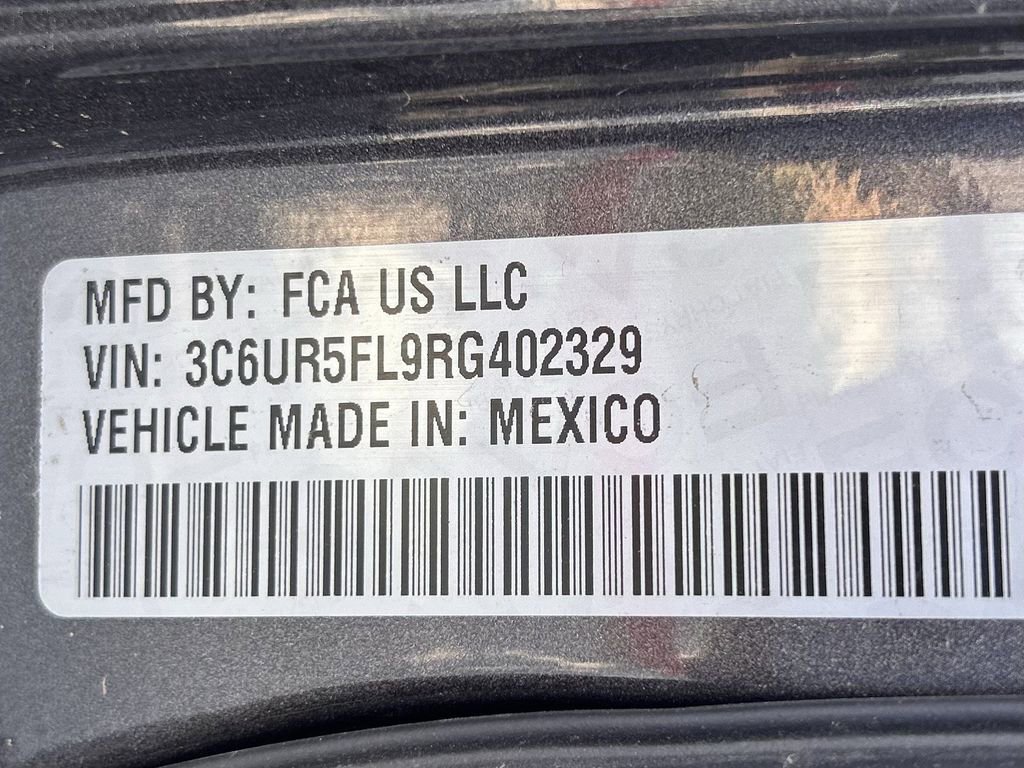 MFD BY: FCA US LLC
VIN: 3C6UR5FL9RG402329
VEHICLE MADE IN: MEXICO